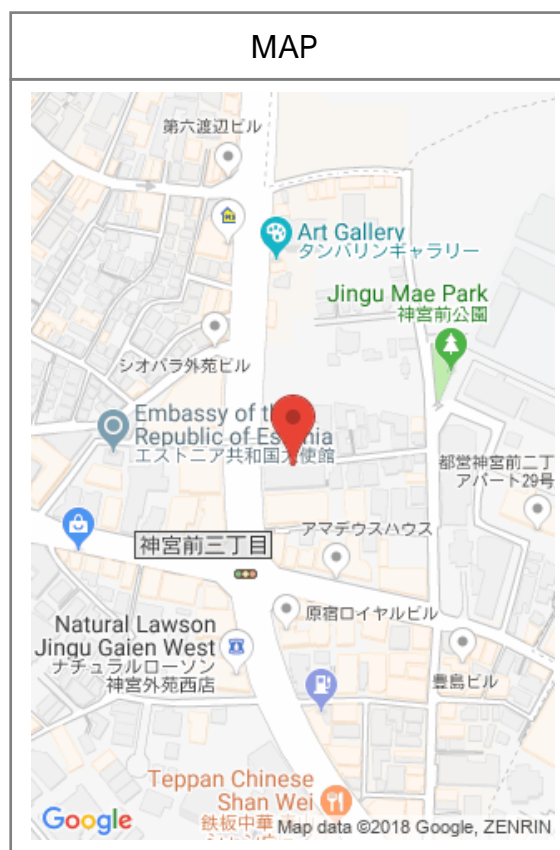 MAP
第六渡辺ビル
Art Gallery
タンバリンギャラリー
Jingu Mae Park
神宮前公園
シオバラ外苑ビル
Embassy of the
Republic of Estonia
エストニア共和国大使館
都営神宮前二丁
アパート29号
アマデウスハウス
神宮前三丁目
原宿ロイヤルビル
Natural Lawson
Jingu Gaien West
ナチュラルローソン
神宮外苑西店
豊島ビル
Teppan Chinese
Shan Wei
鉄板中華
Google
Map data ©2018 Google, ZENRIN